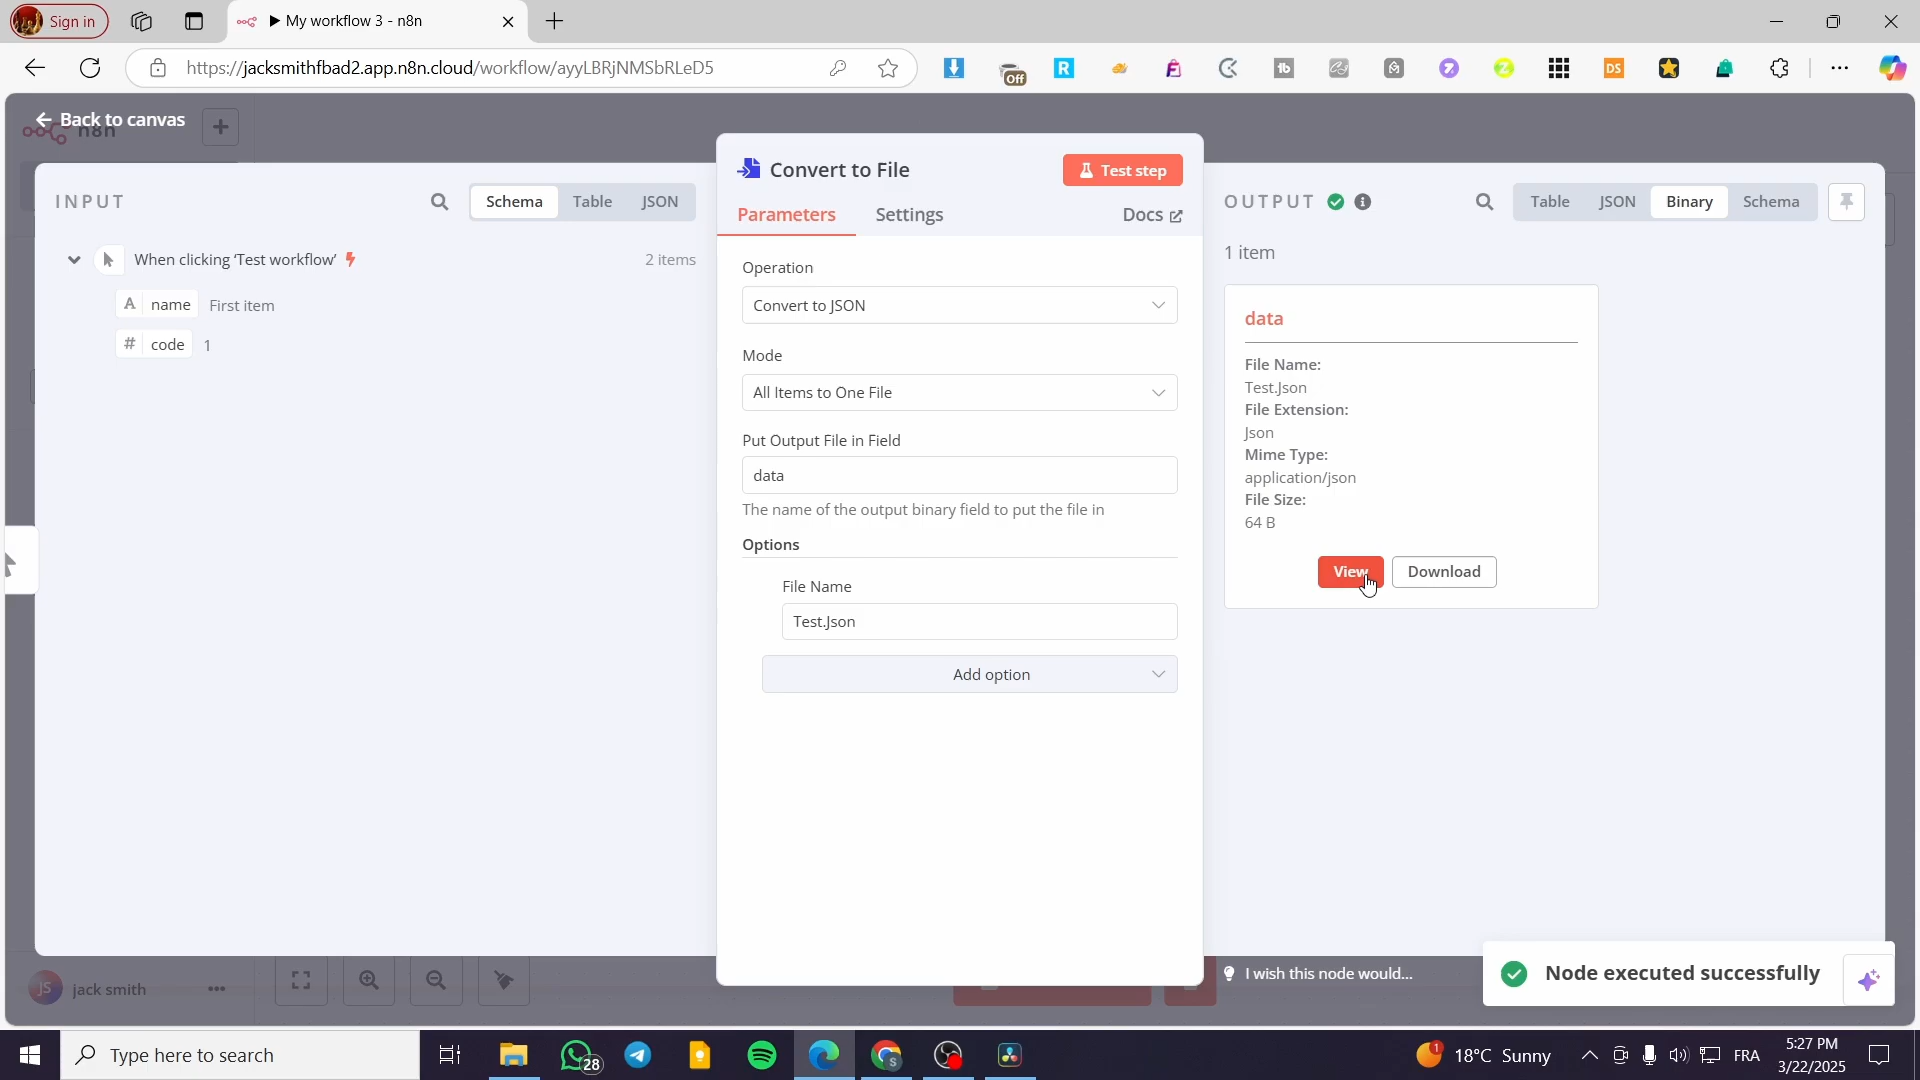 Sign in
My workflow 3 - n8n
https://jacksmithfbad2.app.n8n.cloud/workflow/ayyLBRjNMSbRLeD5
Off
R
tb
DS
Back to canvas
n8n
Convert to File
Test step
INPUT
Schema
Table
JSON
Parameters
Settings
Docs
OUTPUT
Table
JSON
Binary
Schema
When clicking ‘Test workflow’
2 items
A name First item
# code 1
Operation
Convert to JSON
Mode
All Items to One File
Put Output File in Field
data
The name of the output binary field to put the file in
Options
File Name
Test.Json
Add option
1 item
data
File Name:
Test.Json
File Extension:
Json
Mime Type:
application/json
File Size:
64 B
View
Download
JS
jack smith
I wish this node would...
Node executed successfully
Type here to search
28
S
1
18°C Sunny
FRA
5:27 PM
3/22/2025